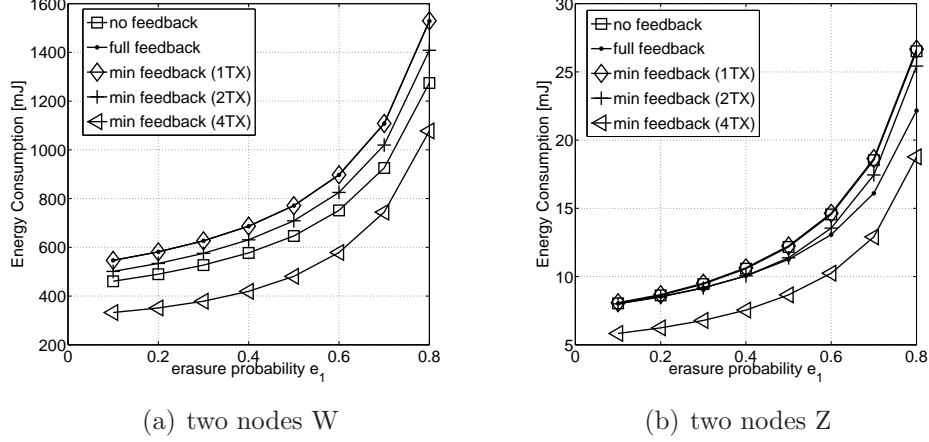 1600
1400
1200
1000
800
600
400
200
0
0.2
0.4
0.6
0.8
Energy Consumption [mJ]
erasure probability e1
no feedback
full feedback
min feedback (1TX)
min feedback (2TX)
min feedback (4TX)
(a) two nodes W
30
25
20
15
10
5
0
0.2
0.4
0.6
0.8
Energy Consumption [mJ]
erasure probability e1
no feedback
full feedback
min feedback (1TX)
min feedback (2TX)
min feedback (4TX)
(b) two nodes Z